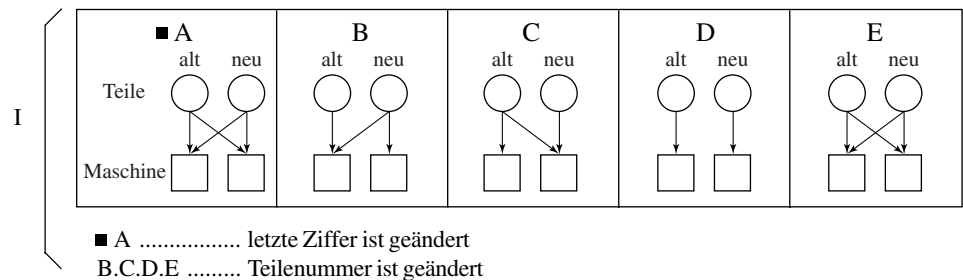 ■ A B C D E
alt neu alt neu alt neu alt neu alt neu
Teile
I
Maschine
■ A ................. letzte Ziffer ist geändert
B.C.D.E ......... Teilenummer ist geändert